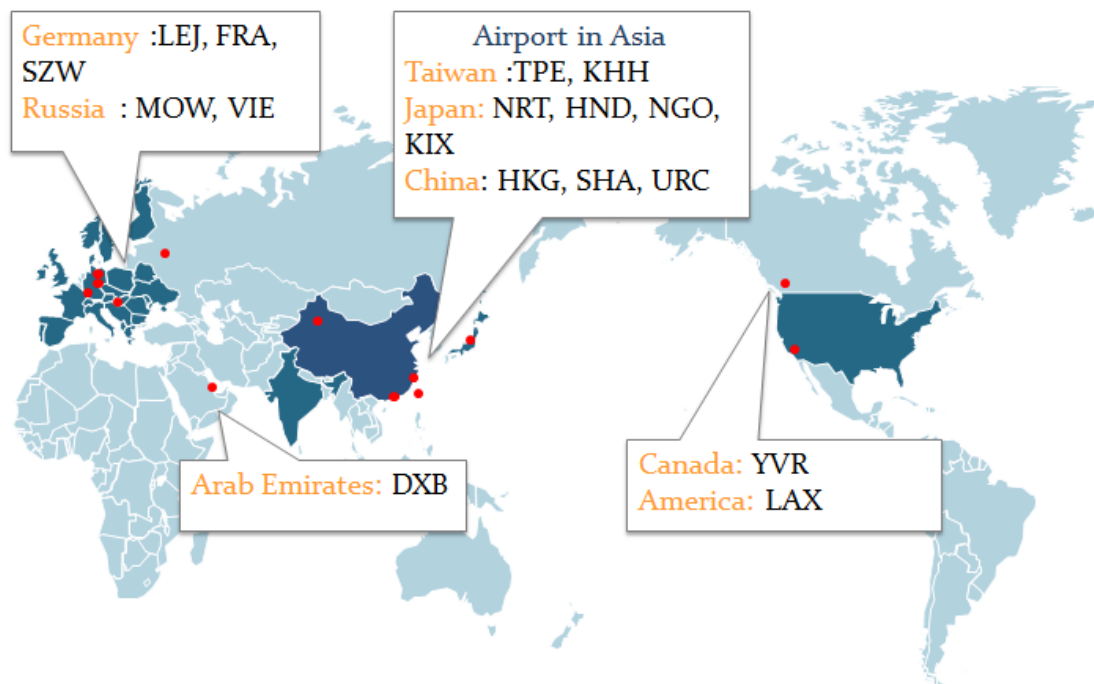 Germany :LEJ, FRA,
SZW
Russia : MOW, VIE
Airport in Asia
Taiwan :TPE, KHH
Japan: NRT, HND, NGO,
KIX
China: HKG, SHA, URC
Arab Emirates: DXB
Canada: YVR
America: LAX